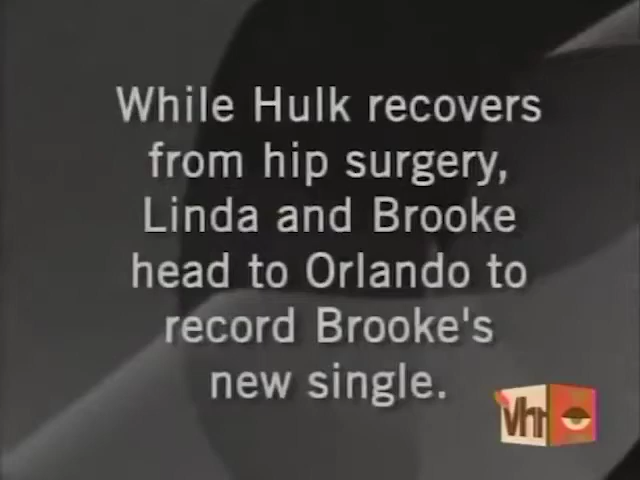 While Hulk recovers
from hip surgery,
Linda and Brooke
head to Orlando to
record Brooke's
new single.
Vh1